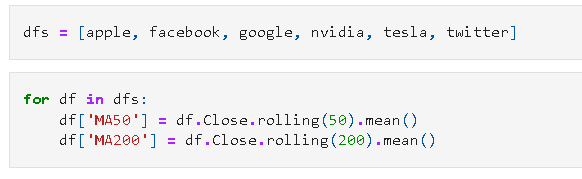 dfs = [apple, facebook, google, nvidia, tesla, twitter]
for df in dfs:
    df['MA50'] = df.Close.rolling(50).mean()
    df['MA200'] = df.Close.rolling(200).mean()